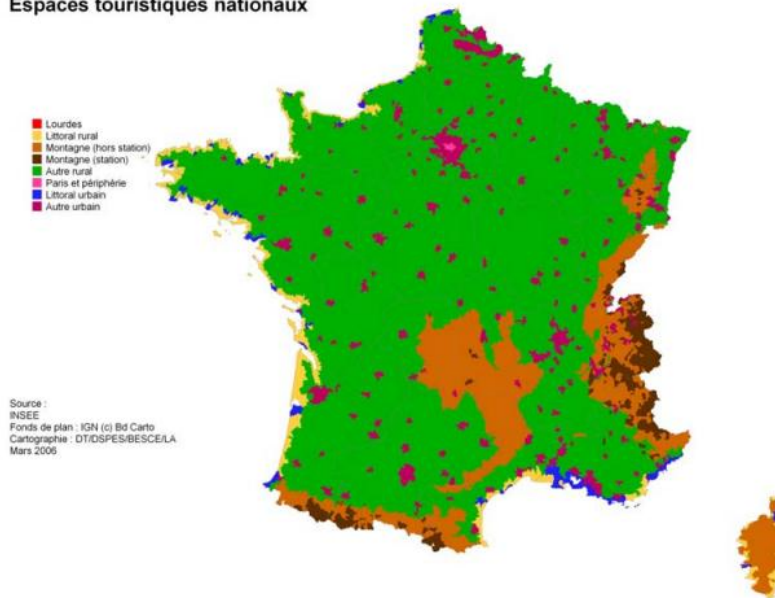 Espaces touristiques nationaux
Lourdes
Littoral rural
Montagne (hors station)
Montagne (station)
Autre rural
Paris et périphérie
Littoral urbain
Autre urbain
Source :
INSEE
Fonds de plan : IGN (c) Bd Carto
Cartographie : DT/DSPES/BESCE/LA
Mars 2006